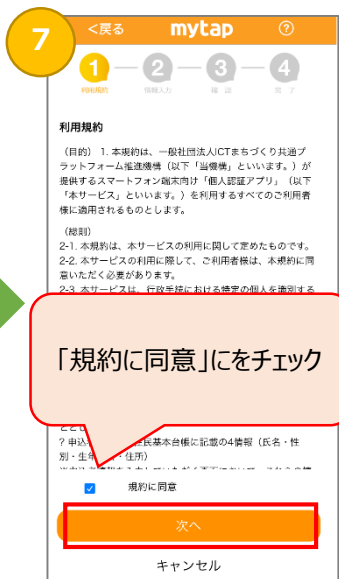 7
<戻る
mytap
?
1
2
3
4
利用規約
情報入力
確認
完了
利用規約
（目的） 1. 本規約は、一般社団法人ICTまちづくり共通プ
ラットフォーム推進機構（以下「当機構」といいます。）が
提供するスマートフォン端末向け「個人認証アプリ」（以下
「本サービス」といいます。）を利用するすべてのご利用者
様に適用されるものとします。
（総則）
2-1. 本規約は、本サービスの利用に関して定めたものです。
2-2. 本サービスの利用に際して、ご利用者様は、本規約に同
意いただく必要があります。
2-3. 本サービスは、行政手続における特定の個人を識別する
「規約に同意」にをチェック
? 申込
民基本台帳に記載の4情報（氏名・性
別・生年
・住所）
規約に同意
次へ
キャンセル